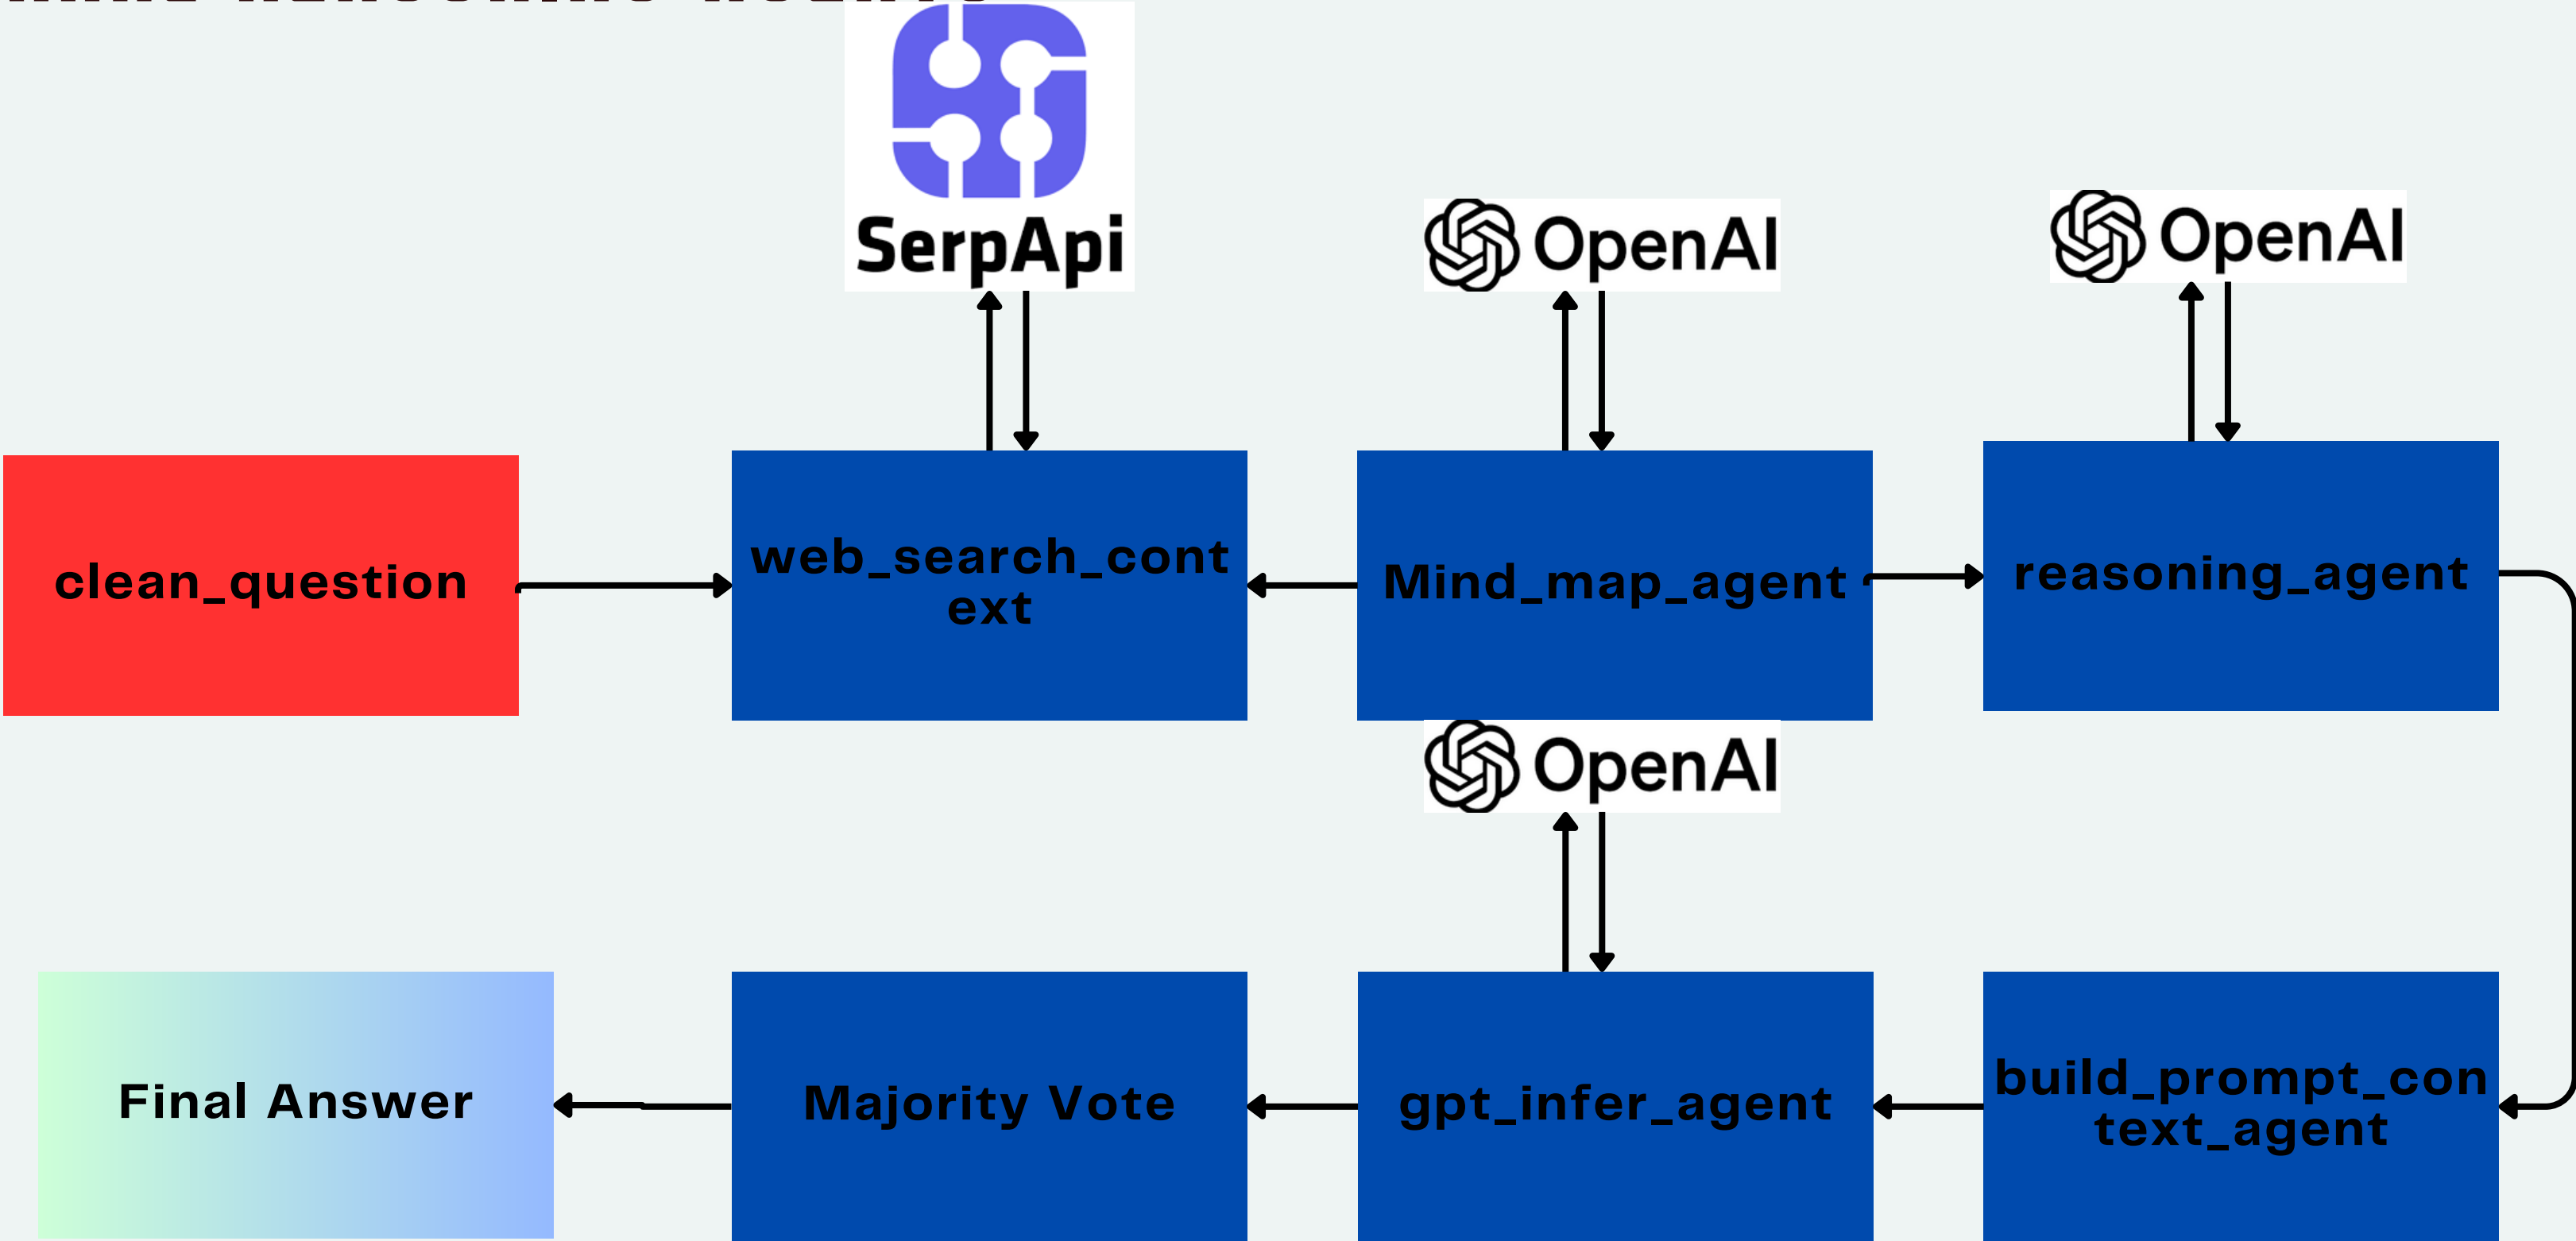 SerpApi
OpenAI
OpenAI
clean_question
web_search_cont
ext
Mind_map_agent
reasoning_agent
OpenAI
Final Answer
Majority Vote
gpt_infer_agent
build_prompt_con
text_agent